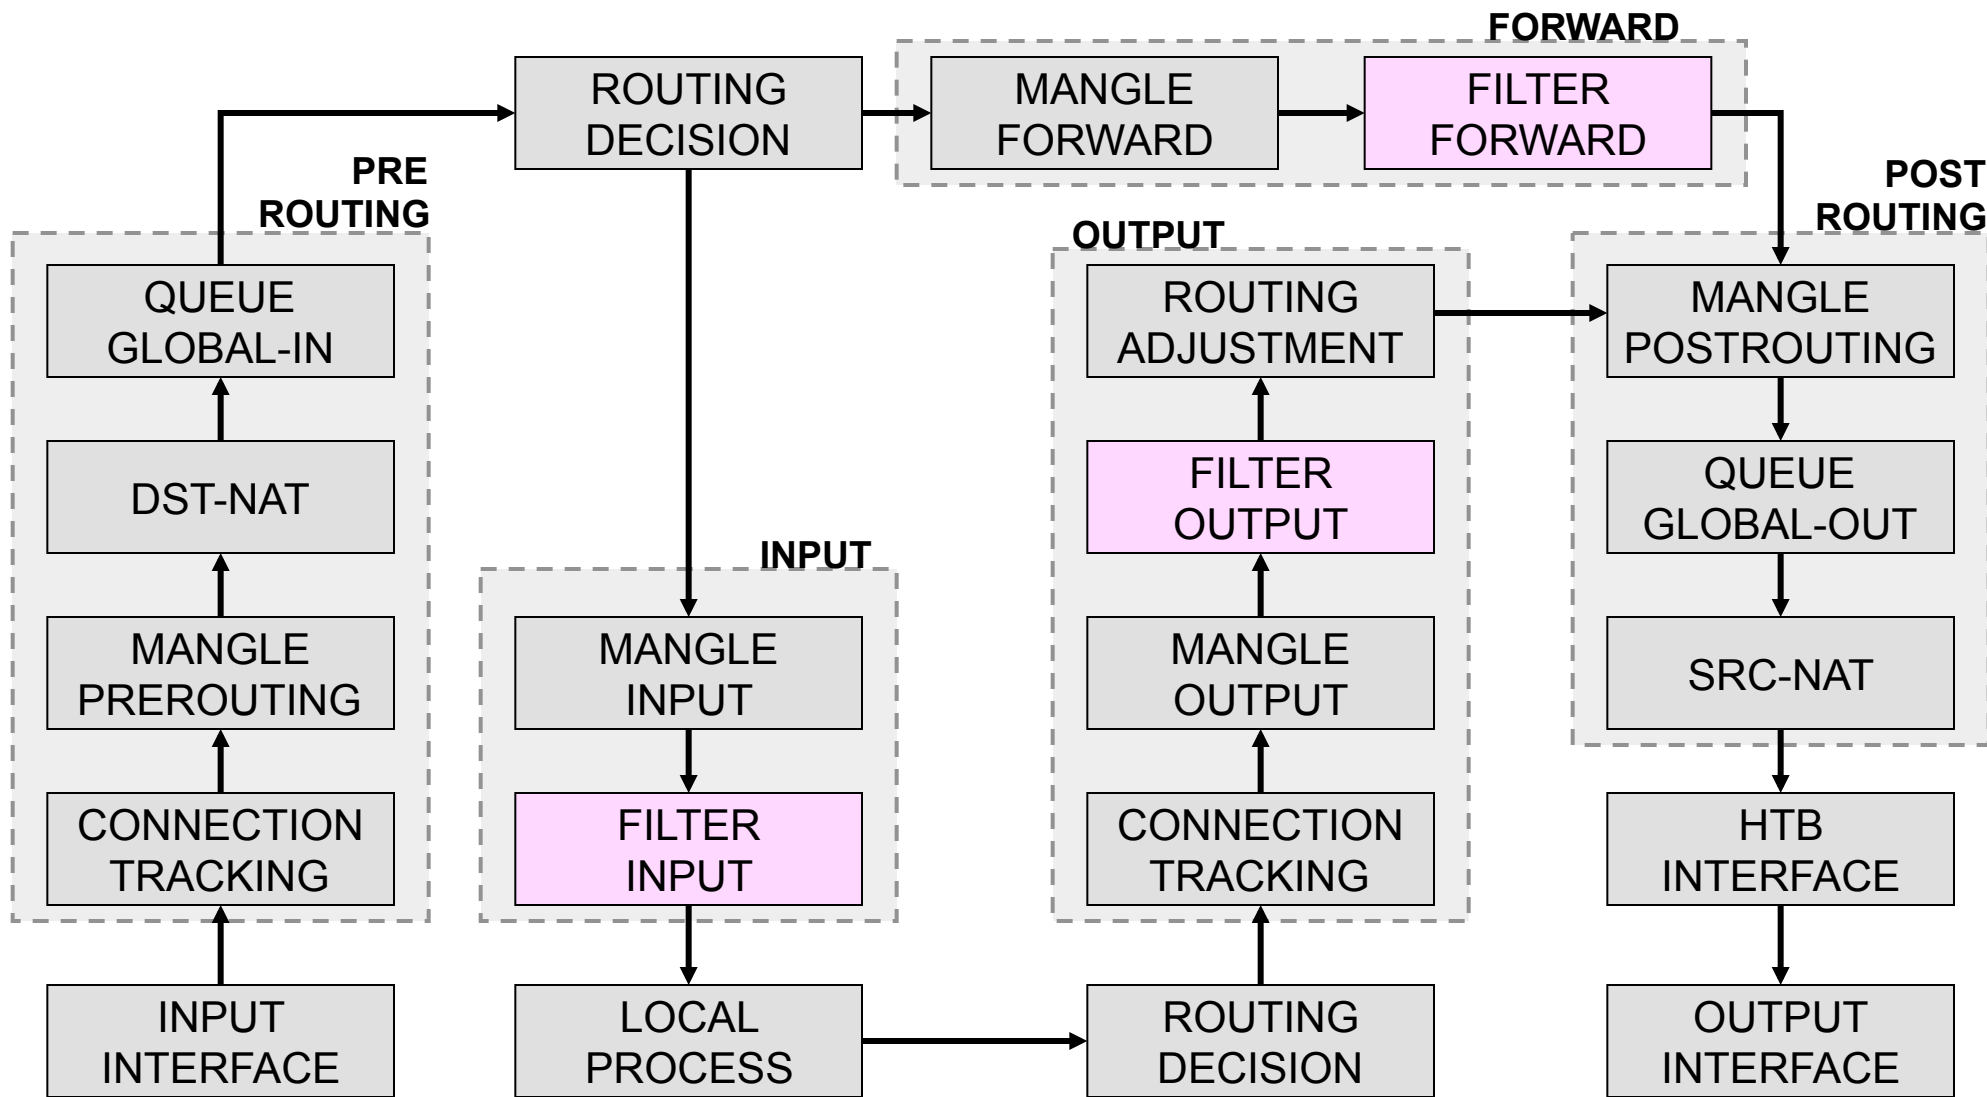 FORWARD
ROUTING
DECISION
MANGLE
FORWARD
FILTER
FORWARD
PRE
ROUTING
POST
ROUTING
OUTPUT
QUEUE
GLOBAL-IN
ROUTING
ADJUSTMENT
MANGLE
POSTROUTING
DST-NAT
FILTER
OUTPUT
QUEUE
GLOBAL-OUT
INPUT
MANGLE
PREROUTING
MANGLE
INPUT
MANGLE
OUTPUT
SRC-NAT
CONNECTION
TRACKING
FILTER
INPUT
CONNECTION
TRACKING
HTB
INTERFACE
INPUT
INTERFACE
LOCAL
PROCESS
ROUTING
DECISION
OUTPUT
INTERFACE